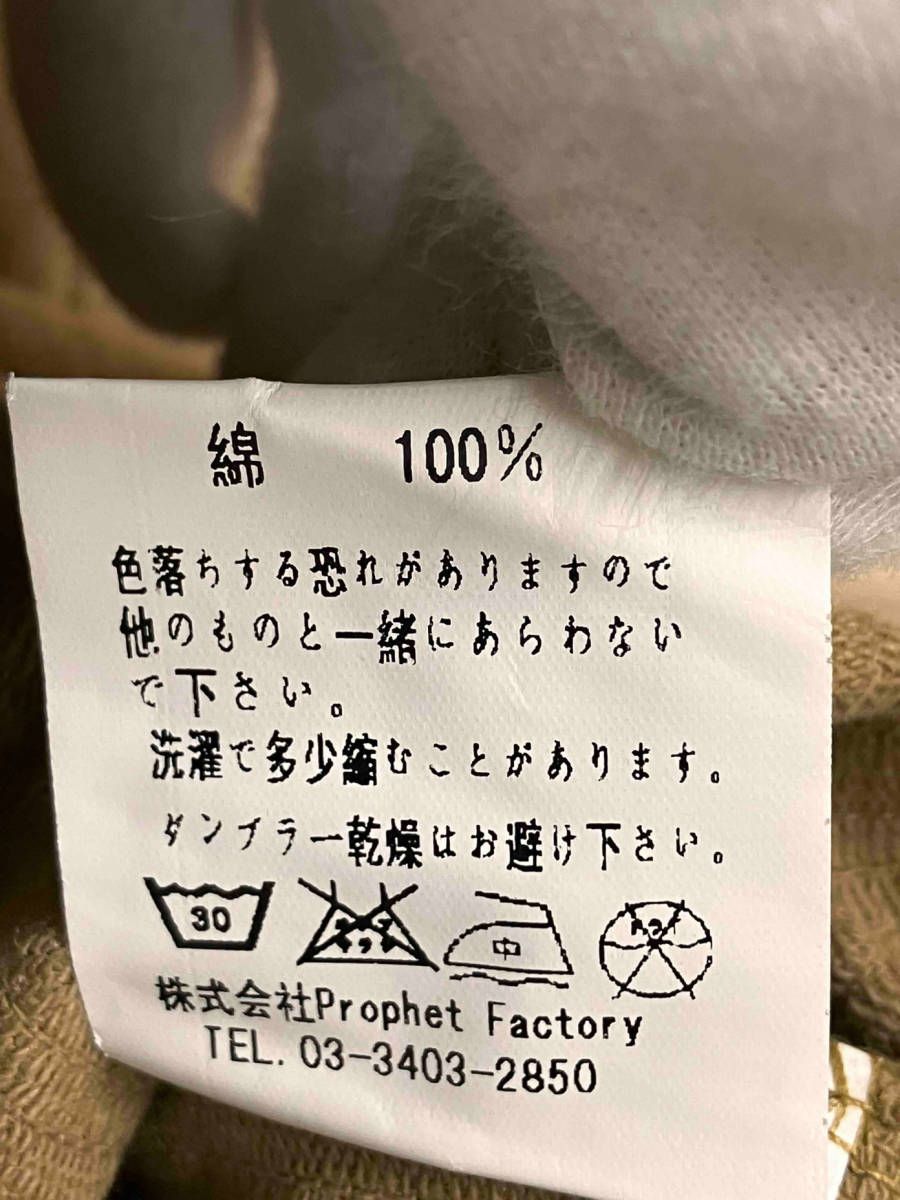 綿 100%
色落ちする恐れがありますので
他のものと一緒にあらわない
で下さい。
洗濯で多少縮むことがあります。
タンブラー乾燥はお避け下さい。
30
中
株式会社Prophet Factory
TEL. 03-3403-2850